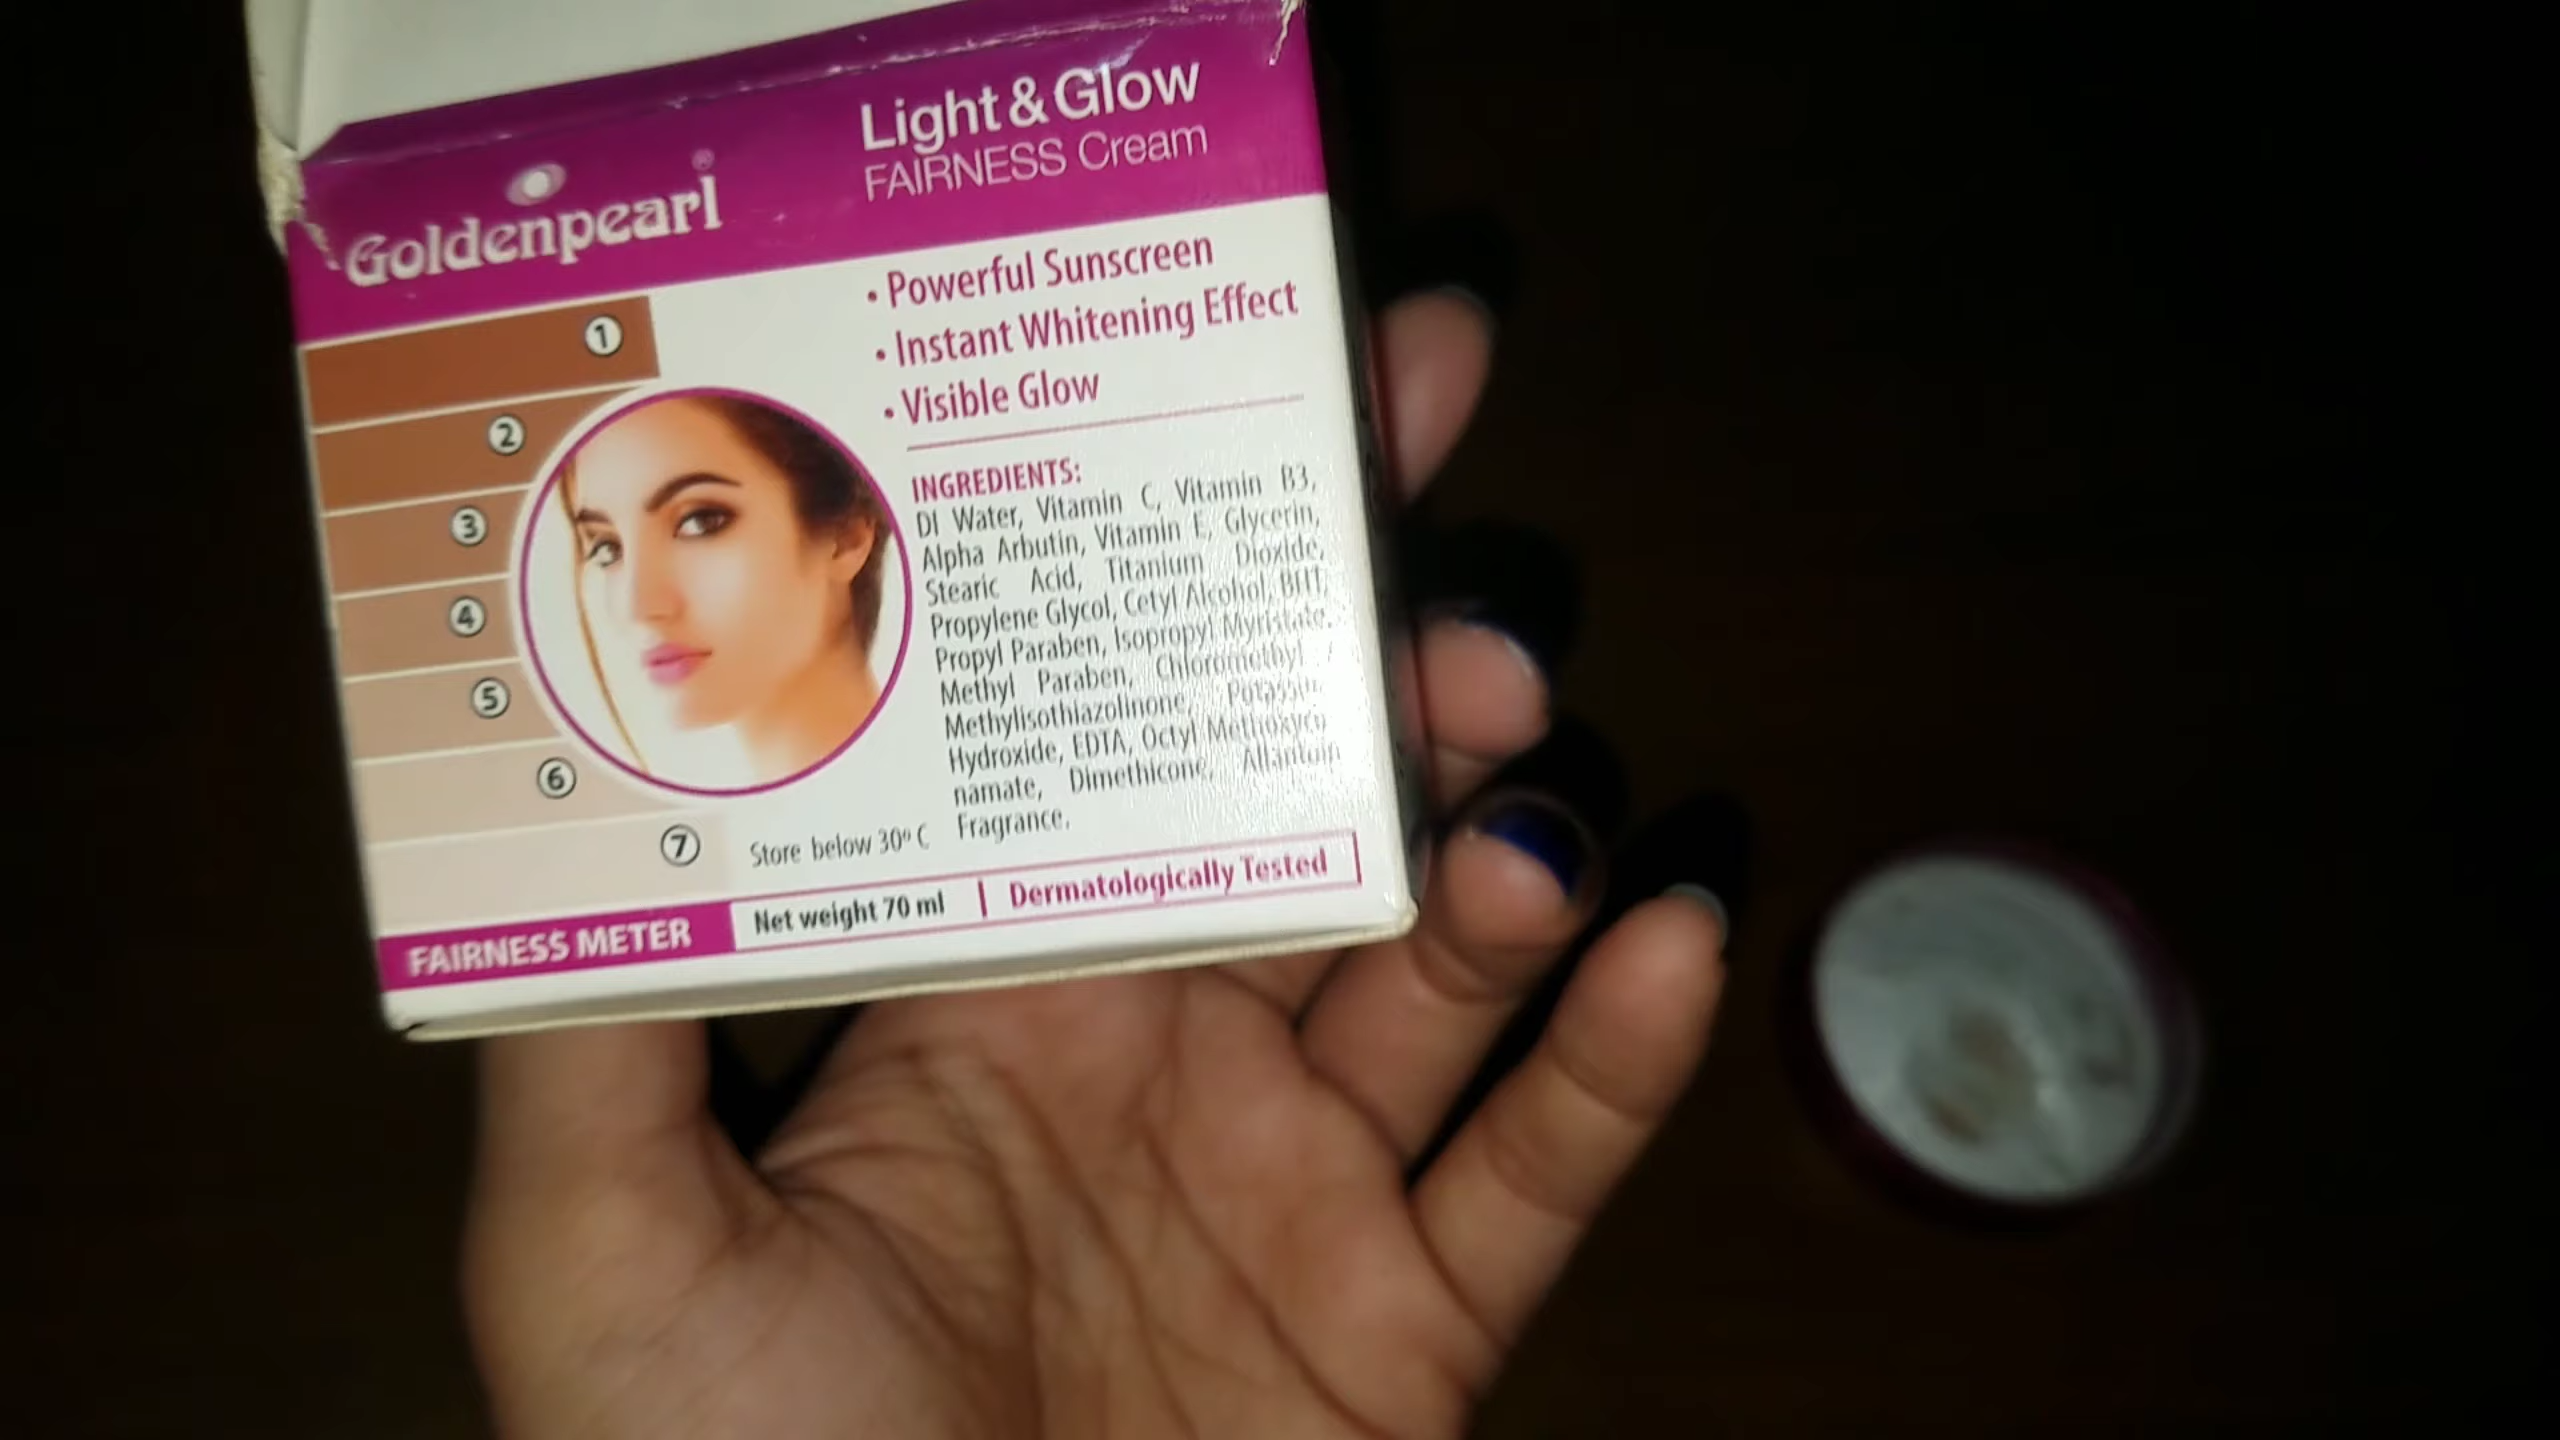 Light & Glow
FAIRNESS Cream
Goldenpearl®
• Powerful Sunscreen
• Instant Whitening Effect
• Visible Glow
1
2
3
4
5
6
7
INGREDIENTS:
DI Water, Vitamin C, Vitamin B3,
Alpha Arbutin, Vitamin E, Glycerin,
Stearic Acid, Titanium Dioxide,
Propylene Glycol, Cetyl Alcohol, BHT,
Propyl Paraben, Isopropyl Myristate,
Methyl Paraben, Chloromethyl /
Methylisothiazolinone,
Hydroxide, EDTA, Octyl
namate, Dimethicone, Allantoin
Fragrance.
Store below 30º C
FAIRNESS METER
Net weight 70 ml
Dermatologically Tested